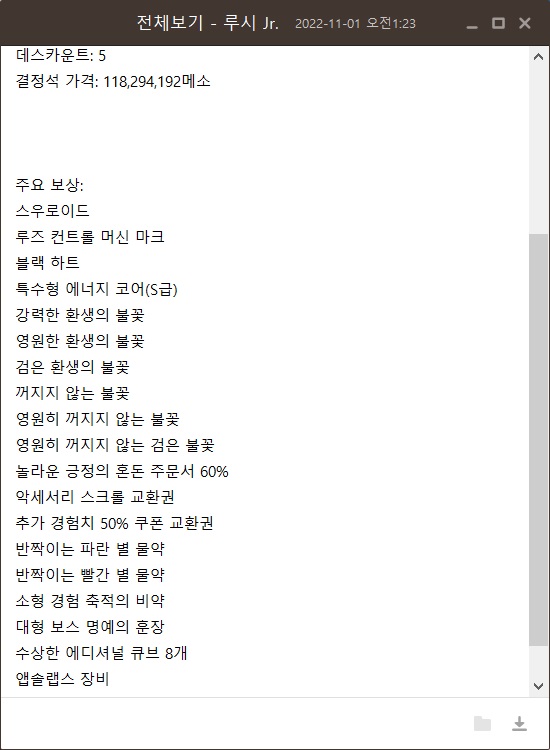 전체보기 - 루시 Jr. 2022-11-01 오전1:23
데스카운트: 5
결정석 가격: 118,294,192메소
주요 보상:
스우로이드
루즈 컨트롤 머신 마크
블랙 하트
특수형 에너지 코어(S급)
강력한 환생의 불꽃
영원한 환생의 불꽃
검은 환생의 불꽃
꺼지지 않는 불꽃
영원히 꺼지지 않는 불꽃
영원히 꺼지지 않는 검은 불꽃
놀라운 긍정의 혼돈 주문서 60%
악세서리 스크롤 교환권
추가 경험치 50% 쿠폰 교환권
반짝이는 파란 별 물약
반짝이는 빨간 별 물약
소형 경험 축적의 비약
대형 보스 명예의 훈장
수상한 에디셔널 큐브 8개
앱솔랩스 장비